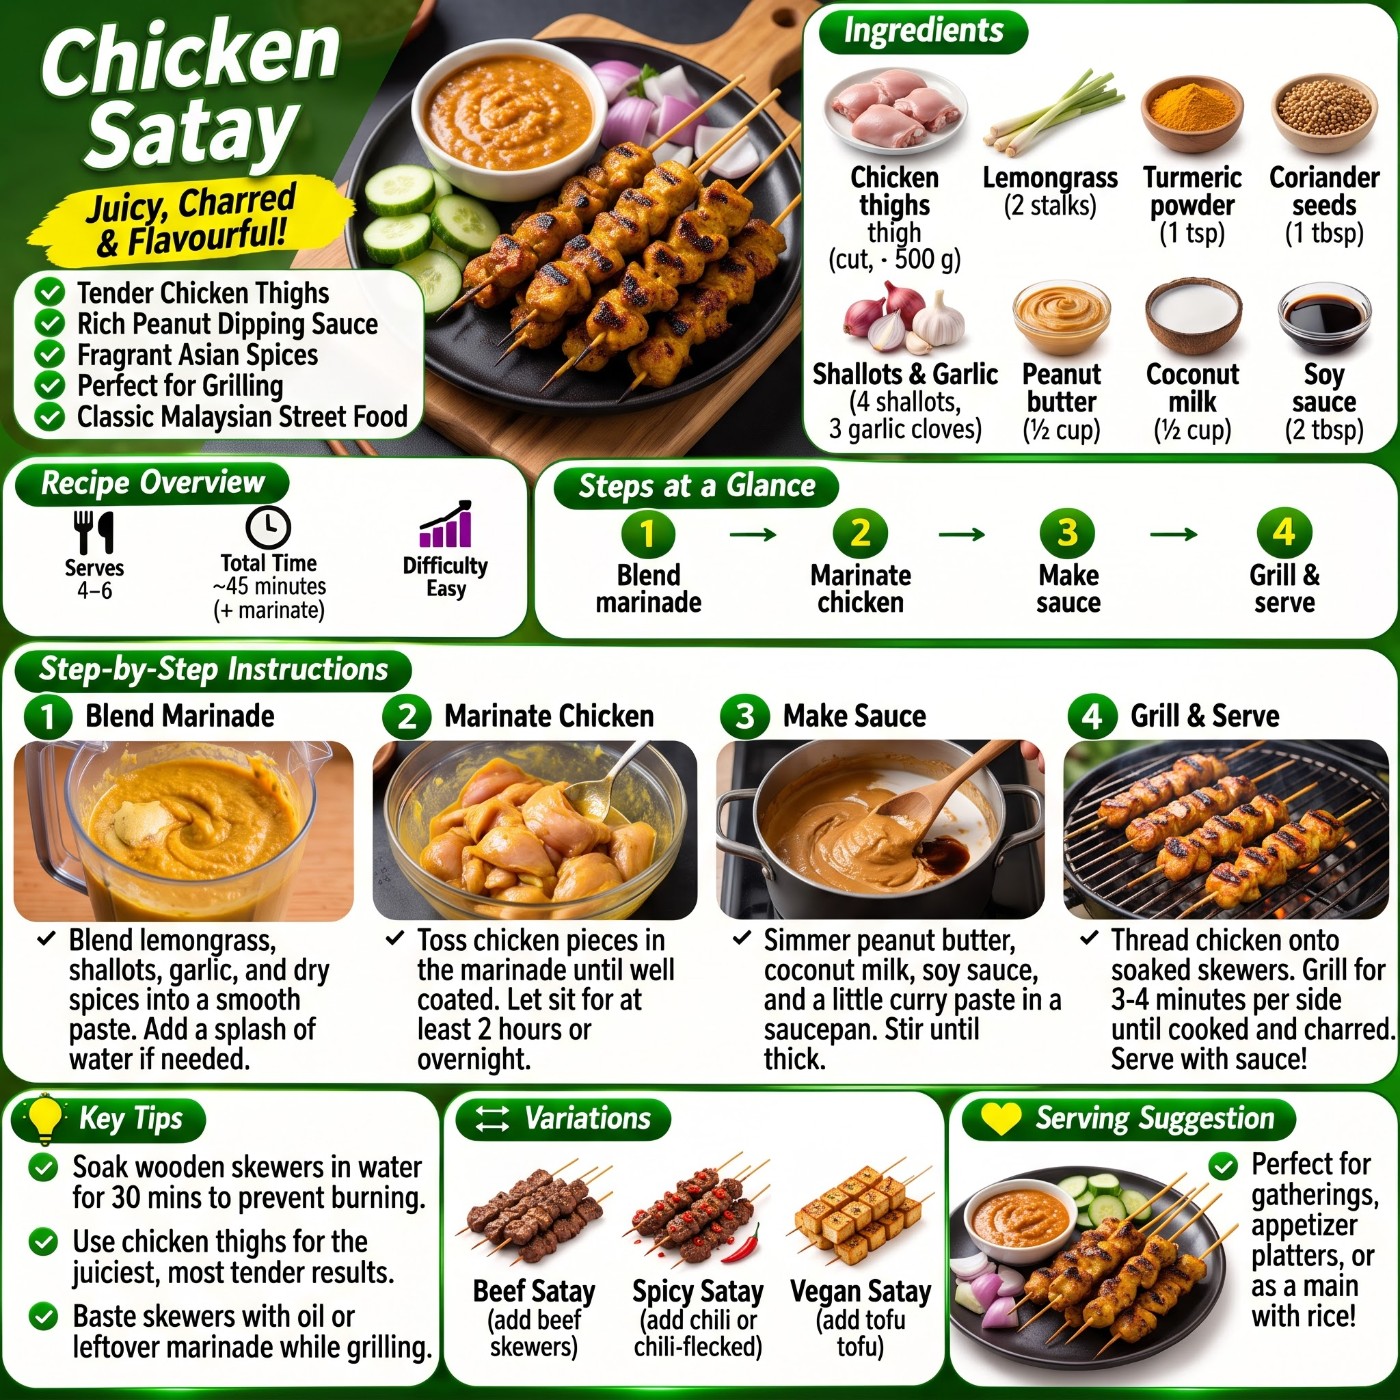 Chicken
Satay
Juicy, Charred
& Flavourful!
Tender Chicken Thighs
Rich Peanut Dipping Sauce
Fragrant Asian Spices
Perfect for Grilling
Classic Malaysian Street Food
Ingredients
Chicken
thighs
thigh
(cut, · 500 g)
Lemongrass
(2 stalks)
Turmeric
powder
(1 tsp)
Coriander
seeds
(1 tbsp)
Shallots & Garlic
(4 shallots,
3 garlic cloves)
Peanut
butter
(½ cup)
Coconut
milk
(½ cup)
Soy
sauce
(2 tbsp)
Recipe Overview
Serves
4–6
Total Time
~45 minutes
(+ marinate)
Difficulty
Easy
Steps at a Glance
1
Blend
marinade
2
Marinate
chicken
3
Make
sauce
4
Grill &
serve
Step-by-Step Instructions
1 Blend Marinade
Blend lemongrass,
shallots, garlic, and dry
spices into a smooth
paste. Add a splash of
water if needed.
2 Marinate Chicken
Toss chicken pieces in
the marinade until well
coated. Let sit for at
least 2 hours or
overnight.
3 Make Sauce
Simmer peanut butter,
coconut milk, soy sauce,
and a little curry paste in a
saucepan. Stir until
thick.
4 Grill & Serve
Thread chicken onto
soaked skewers. Grill for
3-4 minutes per side
until cooked and charred.
Serve with sauce!
Key Tips
Soak wooden skewers in water
for 30 mins to prevent burning.
Use chicken thighs for the
juiciest, most tender results.
Baste skewers with oil or
leftover marinade while grilling.
Variations
Beef Satay
(add beef
skewers)
Spicy Satay
(add chili or
chili-flecked)
Vegan Satay
(add tofu
tofu)
Serving Suggestion
Perfect for
gatherings,
appetizer
platters, or
as a main
with rice!